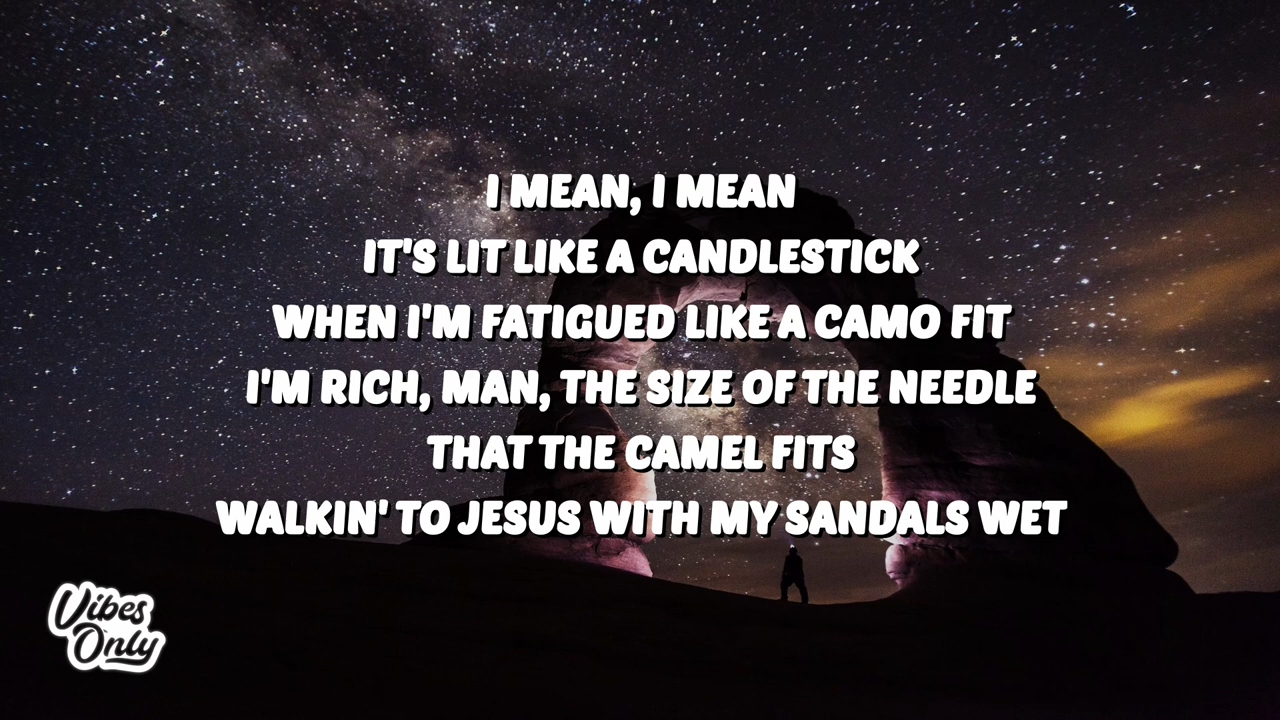 I MEAN, I MEAN
IT'S LIT LIKE A CANDLESTICK
WHEN I'M FATIGUED LIKE A CAMO FIT
I'M RICH, MAN, THE SIZE OF THE NEEDLE
THAT THE CAMEL FITS
WALKIN' TO JESUS WITH MY SANDALS WET
Vibes
Only